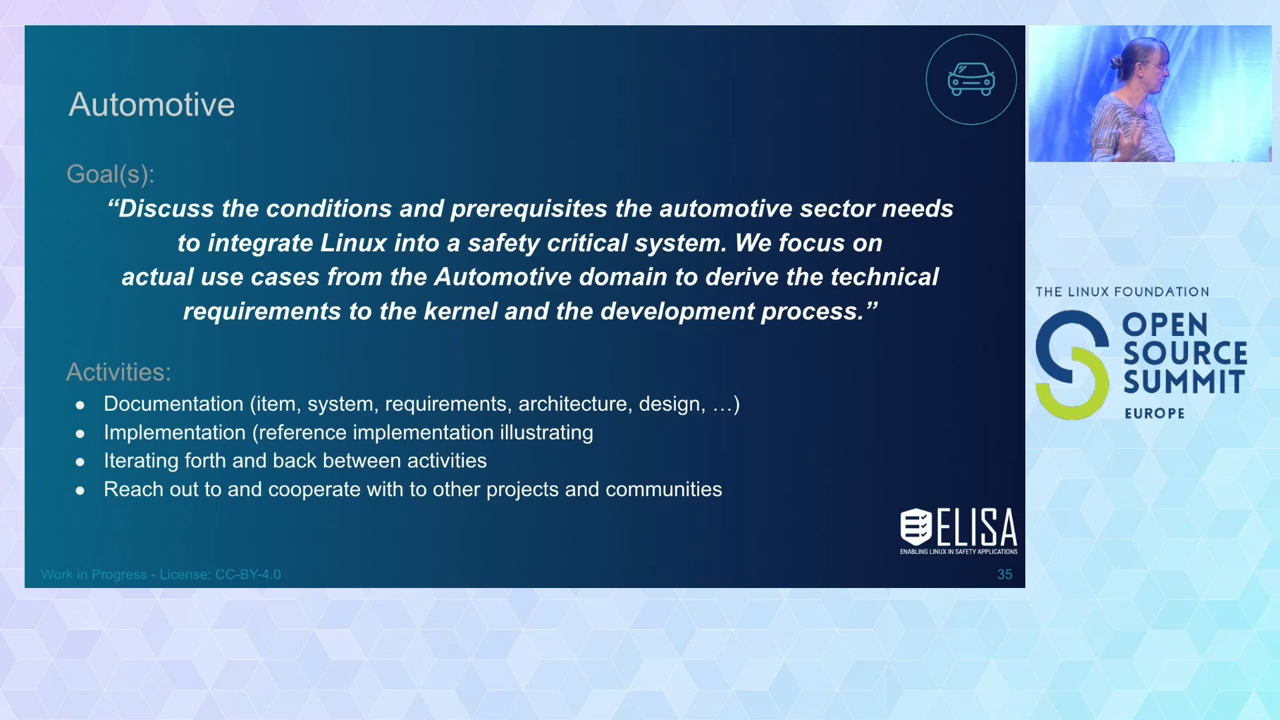 Automotive
Goal(s):
“Discuss the conditions and prerequisites the automotive sector needs
to integrate Linux into a safety critical system. We focus on
actual use cases from the Automotive domain to derive the technical
requirements to the kernel and the development process.”
Activities:
● Documentation (item, system, requirements, architecture, design, …)
● Implementation (reference implementation illustrating
● Iterating forth and back between activities
● Reach out to and cooperate with to other projects and communities
ELISA
ENABLING LINUX IN SAFETY APPLICATIONS
Work in Progress - License: CC-BY-4.0
35
THE LINUX FOUNDATION
OPEN
SOURCE
SUMMIT
EUROPE